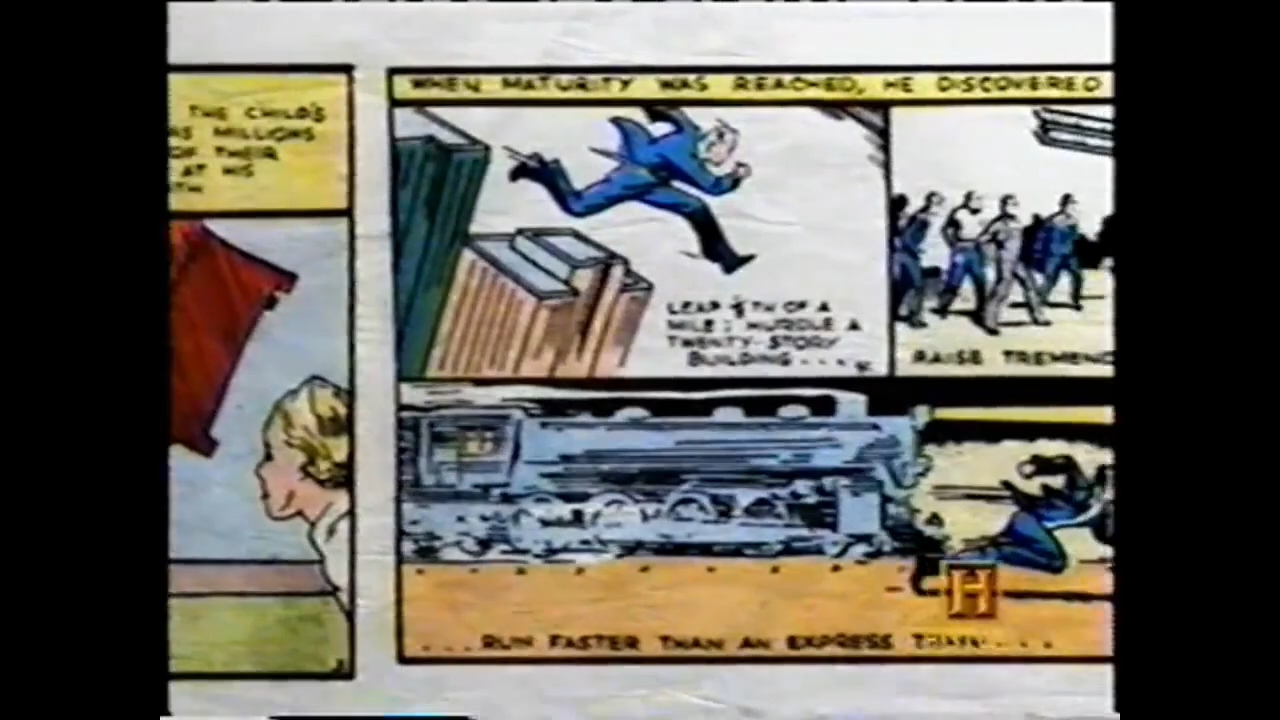 THE CHILD'S
AS MILLIONS
OF THEIR
AT HIS
WHEN MATURITY WAS REACHED, HE DISCOVERED
LEAP ⅛TH OF A
MILE; HURDLE A
TWENTY-STORY
BUILDING....
RAISE TREMEND
...RUN FASTER THAN AN EXPRESS TRAIN....
H